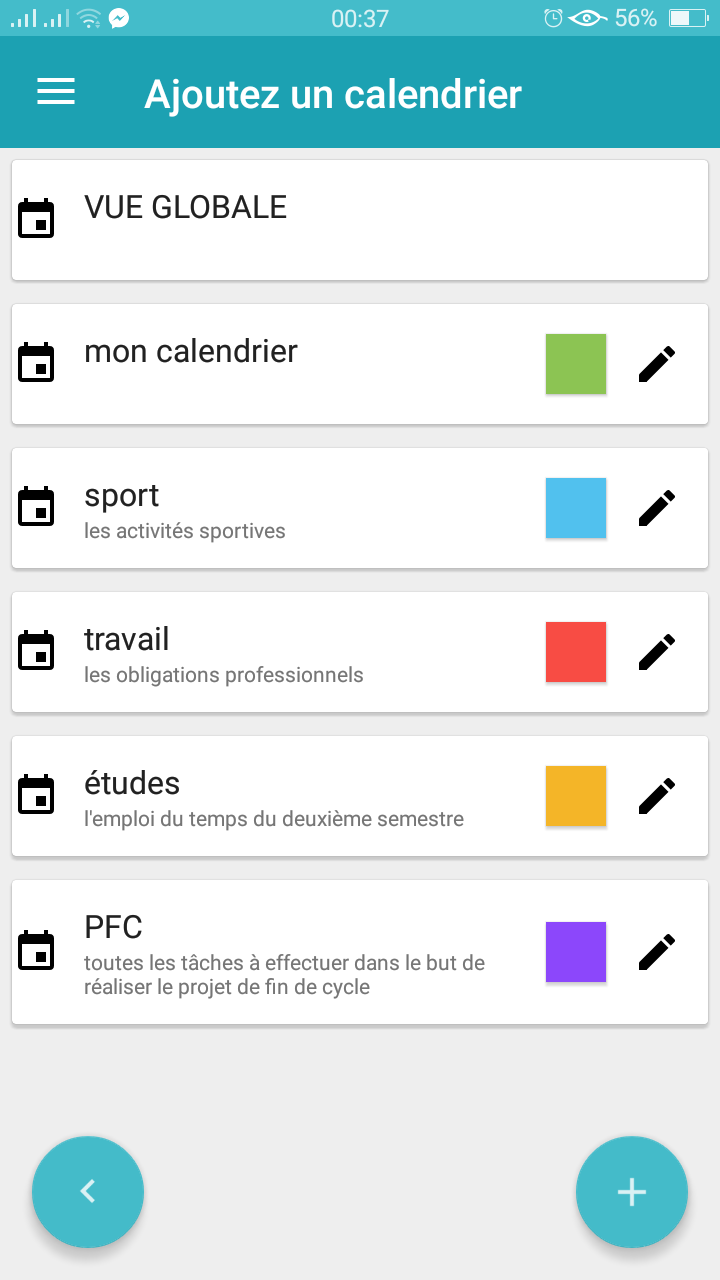 00:37
56%
Ajoutez un calendrier
VUE GLOBALE
mon calendrier
sport
les activités sportives
travail
les obligations professionnels
études
l'emploi du temps du deuxième semestre
PFC
toutes les tâches à effectuer dans le but de
réaliser le projet de fin de cycle